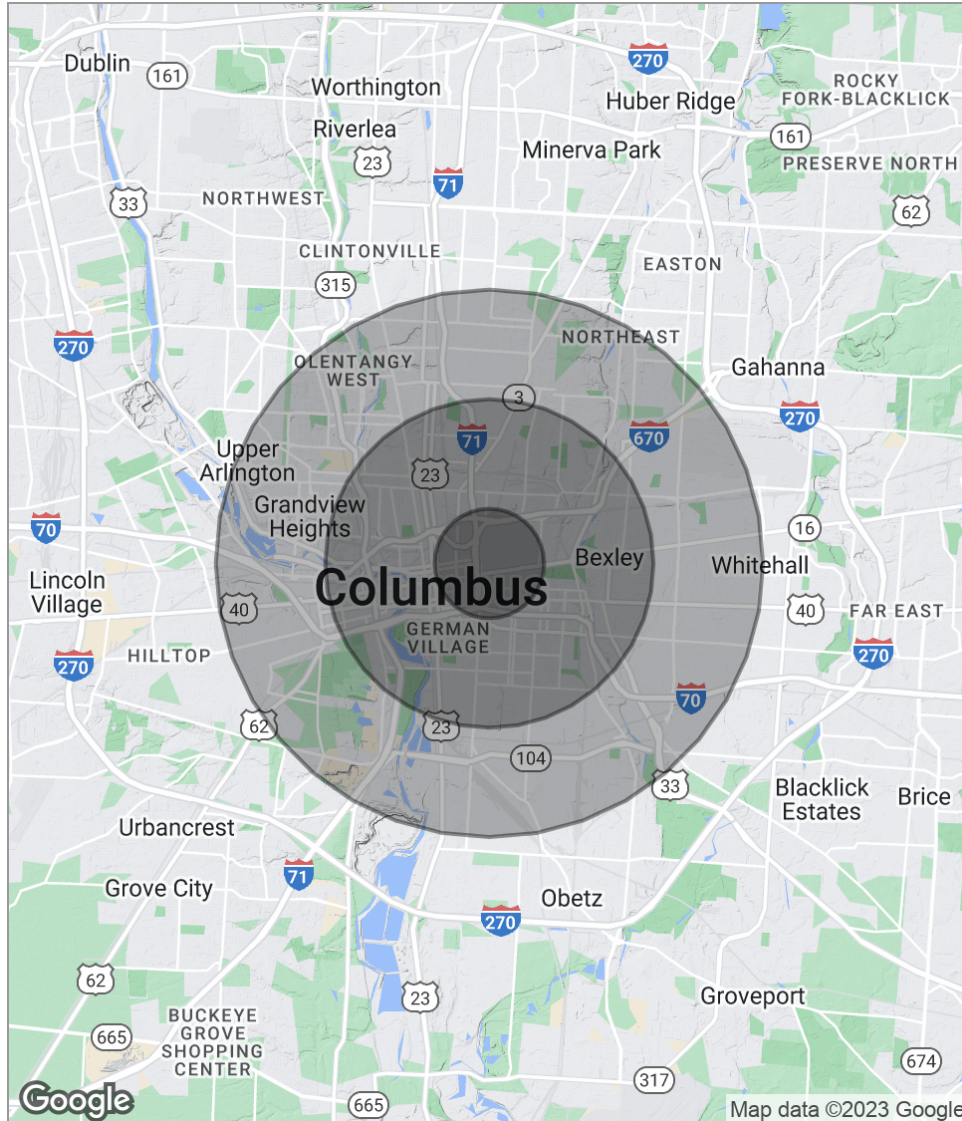 270
Dublin
161
Worthington
Huber Ridge
ROCKY
FORK-BLACKLICK
Riverlea
23
Minerva Park
161
PRESERVE NORTH
71
33
NORTHWEST
62
CLINTONVILLE
EASTON
315
270
NORTHEAST
OLENTANGY
WEST
Gahanna
3
270
71
670
Upper
Arlington
23
Grandview
Heights
70
16
Bexley
Whitehall
Lincoln
Village
Columbus
40
40
FAR EAST
GERMAN
VILLAGE
HILLTOP
270
270
70
62
23
104
33
Blacklick
Estates
Brice
Urbancrest
71
Grove City
Obetz
270
62
23
Groveport
BUCKEYE
GROVE
SHOPPING
CENTER
665
674
317
665
Google
Map data ©2023 Google